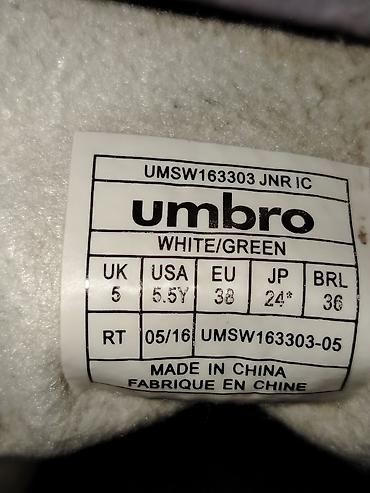 UMSW163303 JNR IC
umbro
WHITE/GREEN
UK USA EU JP BRL
5 5.5Y 38 24* 36
RT 05/16 UMSW163303-05
MADE IN CHINA
FABRIQUE EN CHINE